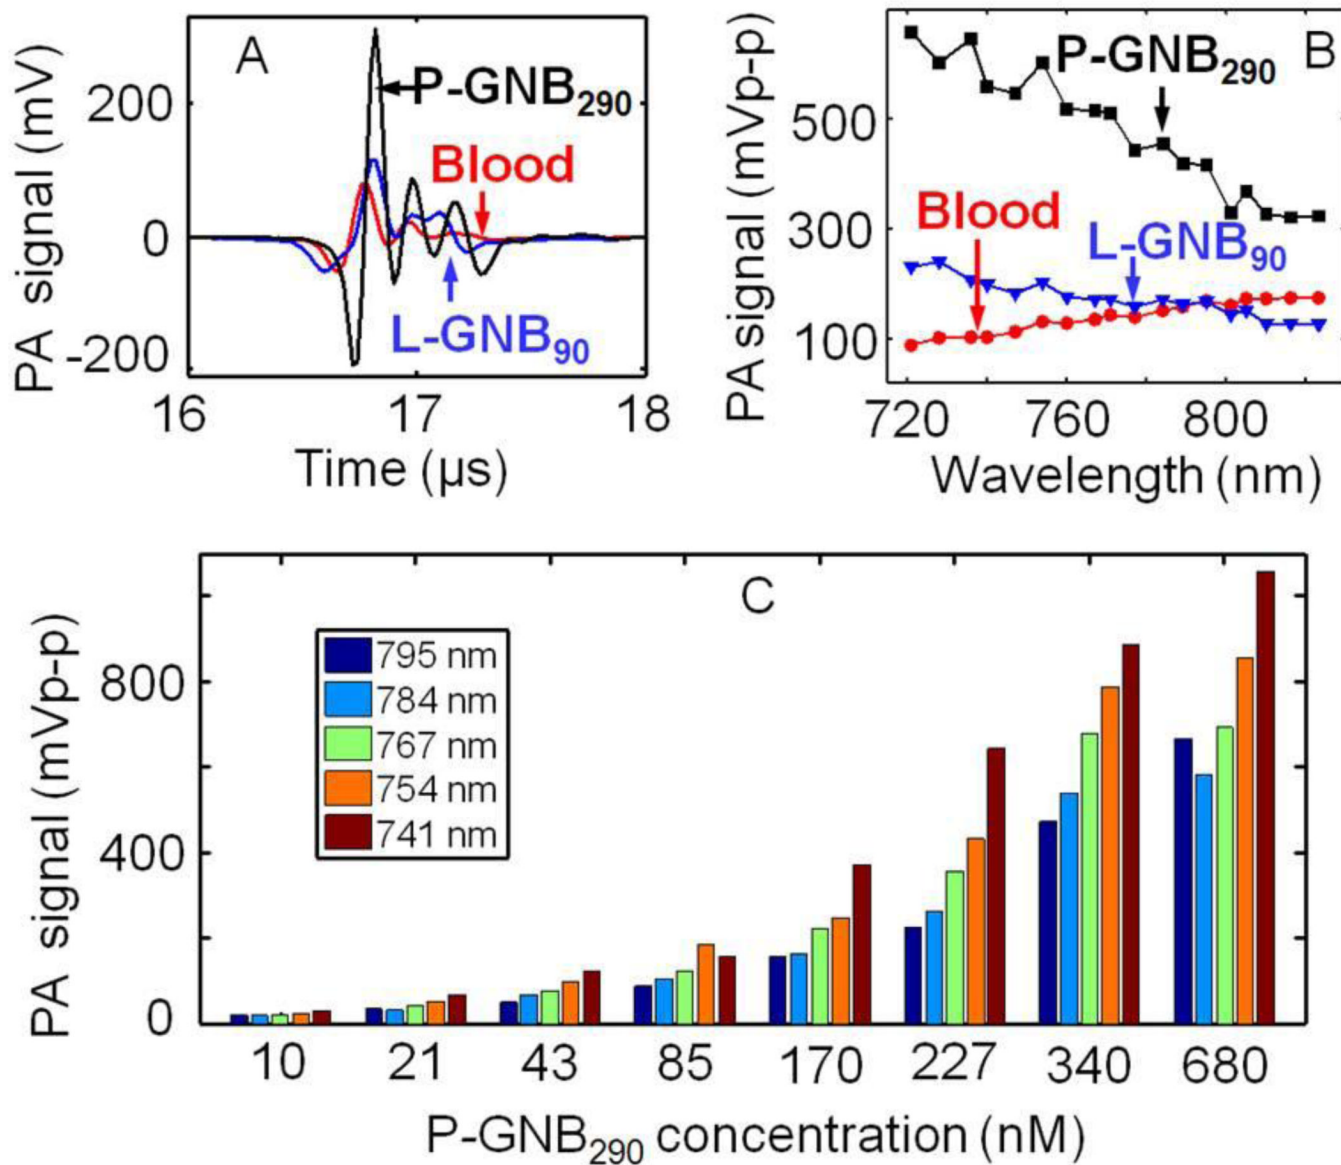 A
PA signal (mV)
200
0
-200
P-GNB290
Blood
L-GNB90
16 17 18
Time (µs)
B
PA signal (mVp-p)
500
300
100
P-GNB290
Blood
L-GNB90
720 760 800
Wavelength (nm)
C
PA signal (mVp-p)
800
400
0
795 nm
784 nm
767 nm
754 nm
741 nm
10 21 43 85 170 227 340 680
P-GNB290 concentration (nM)